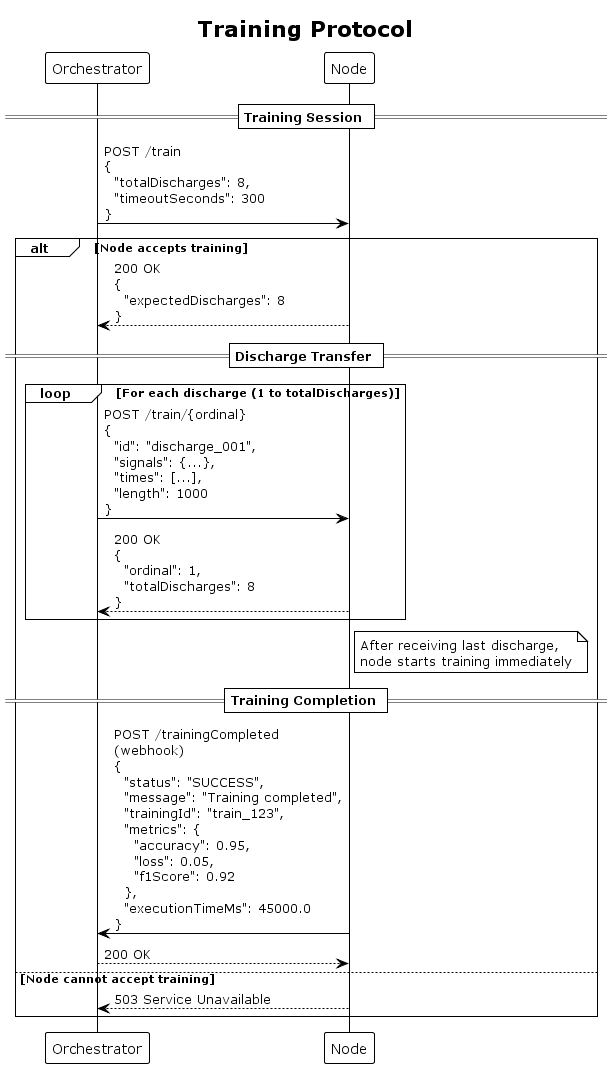 Training Protocol
Orchestrator
Node
Training Session
POST /train
{
"totalDischarges": 8,
"timeoutSeconds": 300
}
alt
[Node accepts training]
200 OK
{
"expectedDischarges": 8
}
Discharge Transfer
loop
[For each discharge (1 to totalDischarges)]
POST /train/{ordinal}
{
"id": "discharge_001",
"signals": {...},
"times": [...],
"length": 1000
}
200 OK
{
"ordinal": 1,
"totalDischarges": 8
}
After receiving last discharge,
node starts training immediately
Training Completion
POST /trainingCompleted
(webhook)
{
"status": "SUCCESS",
"message": "Training completed",
"trainingId": "train_123",
"metrics": {
"accuracy": 0.95,
"loss": 0.05,
"f1Score": 0.92
},
"executionTimeMs": 45000.0
}
200 OK
[Node cannot accept training]
503 Service Unavailable
Orchestrator
Node